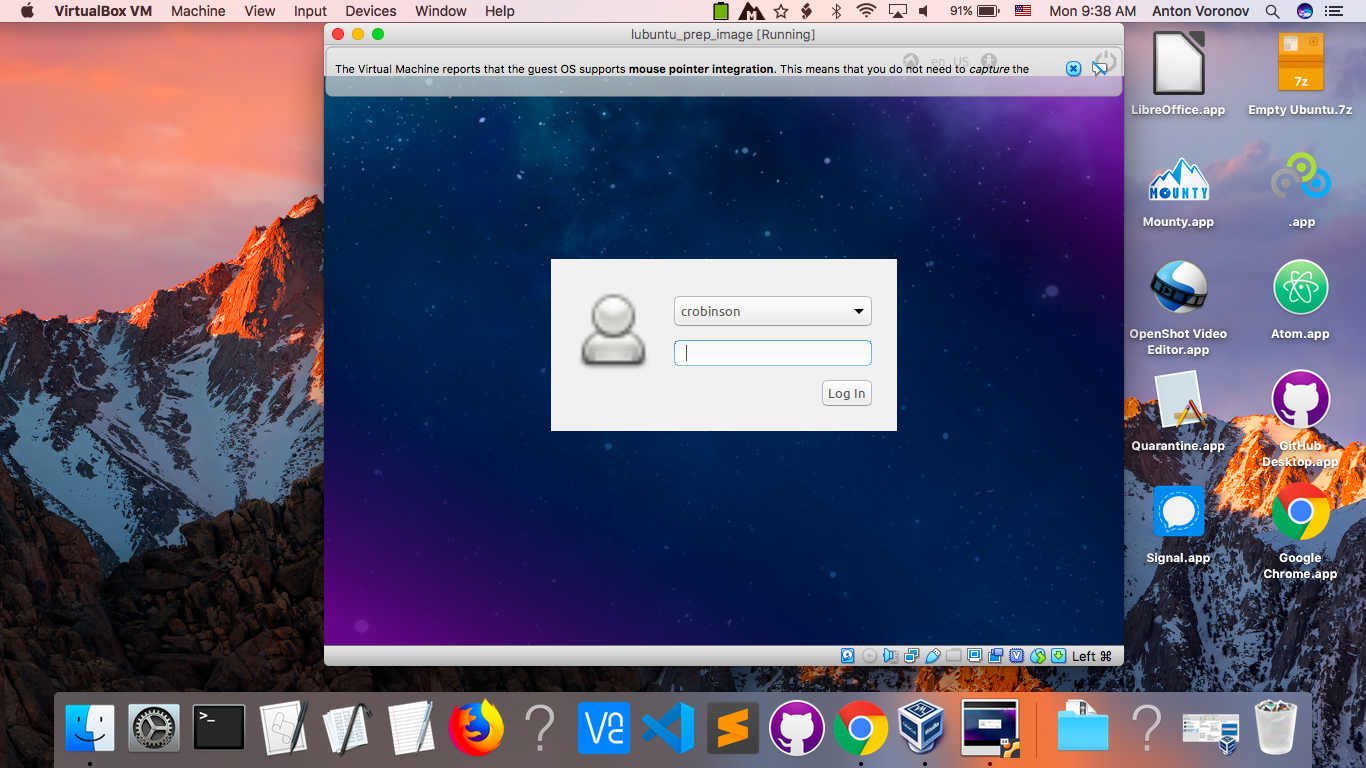 VirtualBox VM Machine View Input Devices Window Help 91% Mon 9:38 AM Anton Voronov
lubuntu_prep_image [Running]
en US
The Virtual Machine reports that the guest OS supports mouse pointer integration. This means that you do not need to capture the
crobinson
Log In
Left ⌘
LibreOffice.app
7z
Empty Ubuntu.7z
MOUNTY
Mounty.app
.app
OpenShot Video
Editor.app
Atom.app
Quarantine.app
GitHub
Desktop.app
Signal.app
Google
Chrome.app
>_